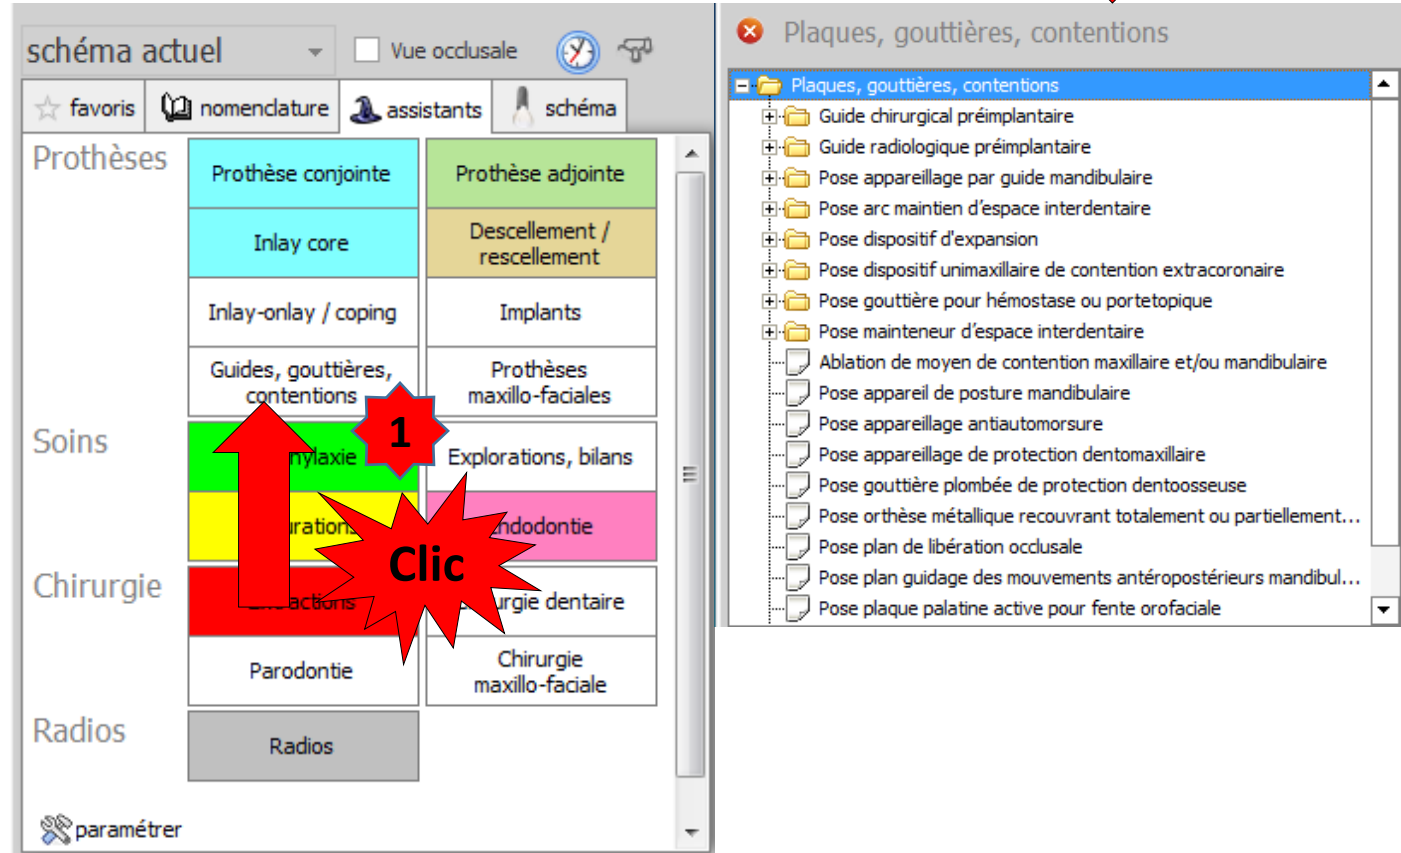 schéma actuel
Vue occlusale
favoris
nomenclature
assistants
schéma
Prothèses
Prothèse conjointe
Prothèse adjointe
Inlay core
Descellement /
rescellement
Inlay-onlay / coping
Implants
Guides, gouttières,
contentions
Prothèses
maxillo-faciales
1
Soins
hylaxie
Explorations, bilans
uration
ndodontie
Clic
Chirurgie
actions
urgie dentaire
Parodontie
Chirurgie
maxillo-faciale
Radios
Radios
paramétrer
Plaques, gouttières, contentions
Plaques, gouttières, contentions
Guide chirurgical préimplantaire
Guide radiologique préimplantaire
Pose appareillage par guide mandibulaire
Pose arc maintien d’espace interdentaire
Pose dispositif d'expansion
Pose dispositif unimaxillaire de contention extracoronaire
Pose gouttière pour hémostase ou portetopique
Pose mainteneur d’espace interdentaire
Ablation de moyen de contention maxillaire et/ou mandibulaire
Pose appareil de posture mandibulaire
Pose appareillage antiautomorsure
Pose appareillage de protection dentomaxillaire
Pose gouttière plombée de protection dentoosseuse
Pose orthèse métallique recouvrant totalement ou partiellement...
Pose plan de libération occlusale
Pose plan guidage des mouvements antéropostérieurs mandibul...
Pose plaque palatine active pour fente orofaciale